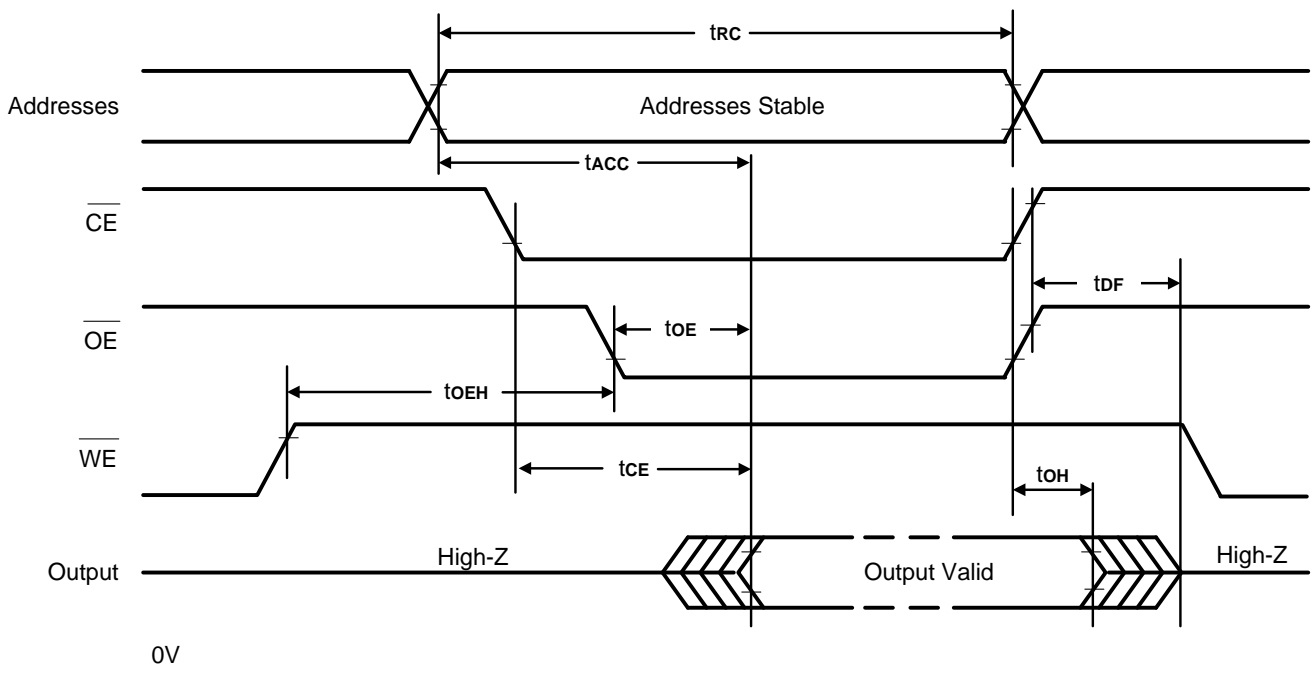 tRC
Addresses
Addresses Stable
tACC
CE
tDF
OE
tOE
tOEH
WE
tCE
tOH
High-Z
High-Z
Output
Output Valid
0V